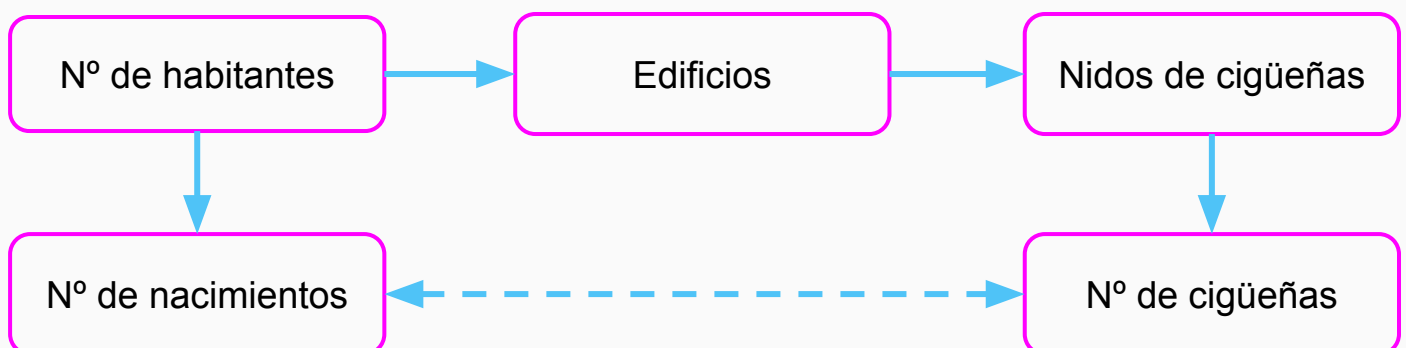 Nº de habitantes
Edificios
Nidos de cigüeñas
Nº de nacimientos
Nº de cigüeñas